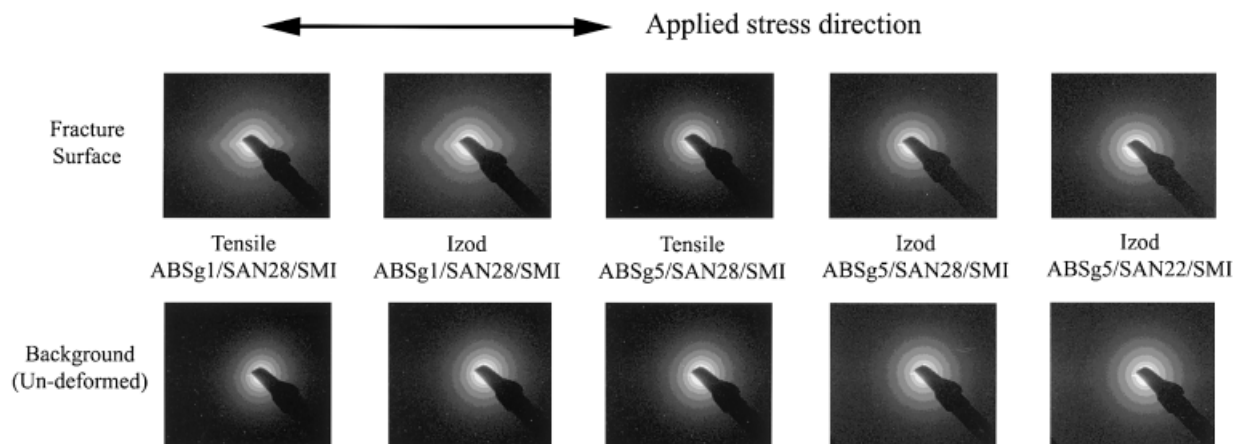 Applied stress direction
Fracture
Surface
Tensile
ABSg1/SAN28/SMI
Izod
ABSg1/SAN28/SMI
Tensile
ABSg5/SAN28/SMI
Izod
ABSg5/SAN28/SMI
Izod
ABSg5/SAN22/SMI
Background
(Un-deformed)